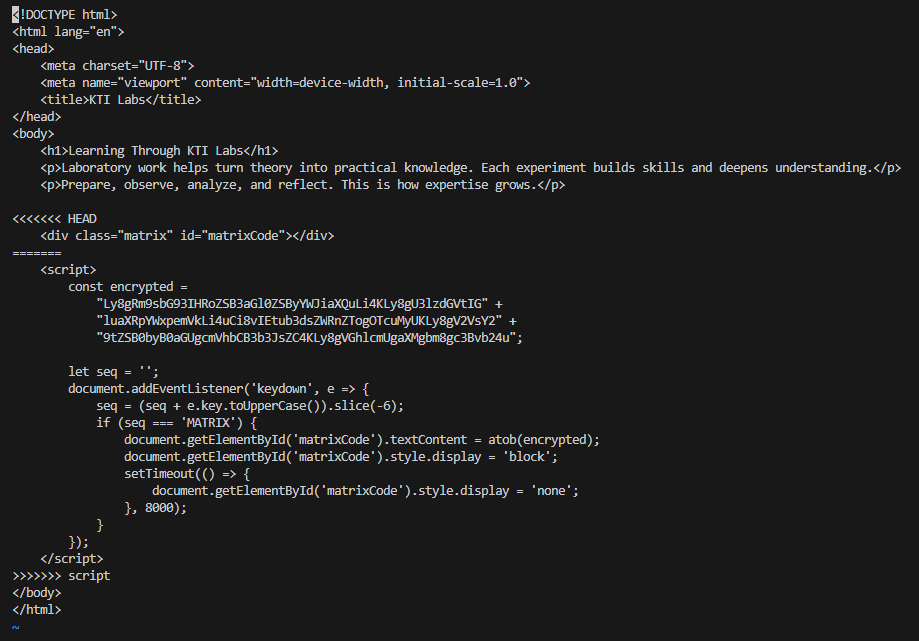 <!DOCTYPE html>
<html lang="en">
<head>
    <meta charset="UTF-8">
    <meta name="viewport" content="width=device-width, initial-scale=1.0">
    <title>KTI Labs</title>
</head>
<body>
    <h1>Learning Through KTI Labs</h1>
    <p>Laboratory work helps turn theory into practical knowledge. Each experiment builds skills and deepens understanding.</p>
    <p>Prepare, observe, analyze, and reflect. This is how expertise grows.</p>

<<<<<<< HEAD
    <div class="matrix" id="matrixCode"></div>
=======
    <script>
        const encrypted =
            "Ly8gRm9sbG93IHRoZSB3aGl0ZSByYWJiaXQuLi4KLy8gU3lzdGVtIG" +
            "luaXRpYWxpemVkLi4uCi8vIEtub3dsZWRnZTogOTcuMyUKLy8gV2VsY2" +
            "9tZSB0byB0aGUgcmVhbCB3b3JsZC4KLy8gVGhlcmUgaXMgbm8gc3Bvb24u";

        let seq = '';
        document.addEventListener('keydown', e => {
            seq = (seq + e.key.toUpperCase()).slice(-6);
            if (seq === 'MATRIX') {
                document.getElementById('matrixCode').textContent = atob(encrypted);
                document.getElementById('matrixCode').style.display = 'block';
                setTimeout(() => {
                    document.getElementById('matrixCode').style.display = 'none';
                }, 8000);
            }
        });
    </script>
>>>>>>> script
</body>
</html>
~